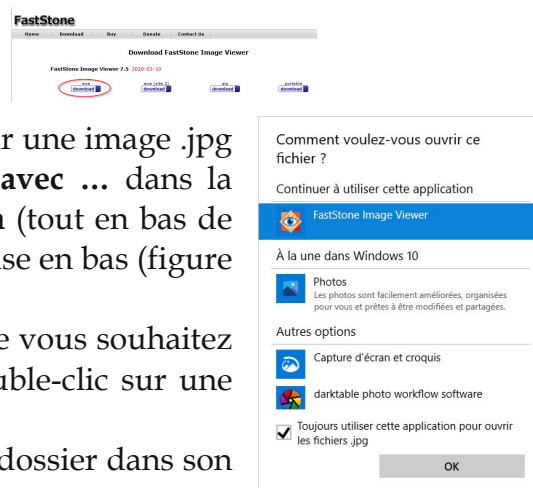 FastStone
Home Download Buy Donate Contact Us
Download FastStone Image Viewer
FastStone Image Viewer 7.5 2020-03-10
exe exe (site 2) zip portable
download download download download
r une image .jpg
avec ... dans la
(tout en bas de
se en bas (figure
e vous souhaitez
uble-clic sur une
dossier dans son
Comment voulez-vous ouvrir ce
fichier ?
Continuer à utiliser cette application
FastStone Image Viewer
À la une dans Windows 10
Photos
Les photos sont facilement améliorées, organisées
pour vous et prêtes à être modifiées et partagées.
Autres options
Capture d'écran et croquis
darktable photo workflow software
Toujours utiliser cette application pour ouvrir
les fichiers .jpg
OK